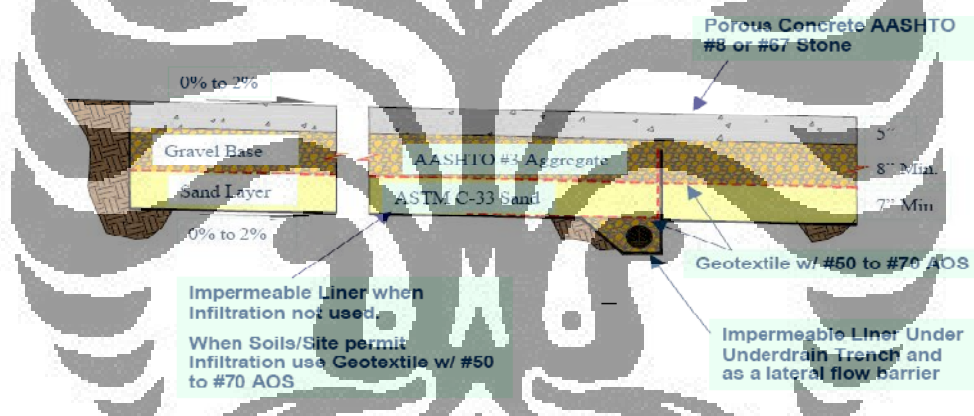 Porous Concrete AASHTO
#8 or #67 Stone
0% to 2%
5"
Gravel Base
AASHTO #3 Aggregate
8" Min.
Sand Layer
ASTM C-33 Sand
7" Min
0% to 2%
Geotextile w/ #50 to #70 AOS
Impermeable Liner when
Infiltration not used.
When Soils/Site permit
Infiltration use Geotextile w/ #50
to #70 AOS
Impermeable Liner Under
Underdrain Trench and
as a lateral flow barrier